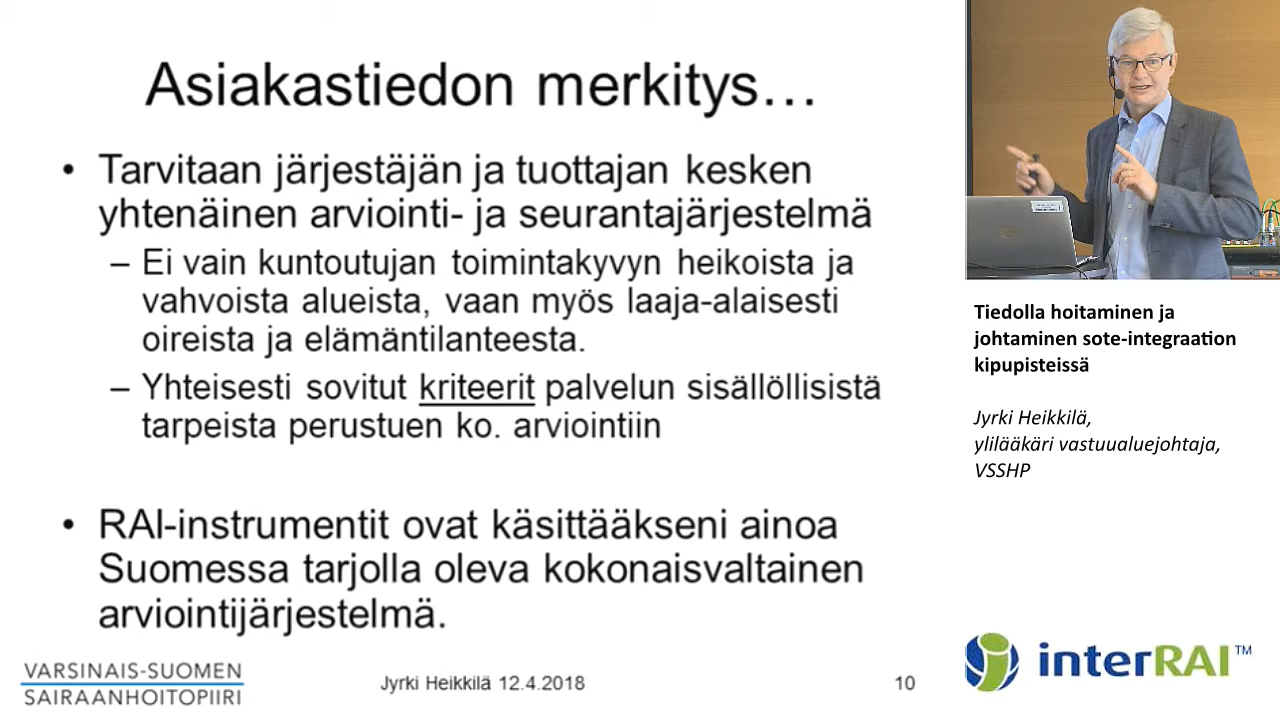 Asiakastiedon merkitys…
• Tarvitaan järjestäjän ja tuottajan kesken
yhtenäinen arviointi- ja seurantajärjestelmä
– Ei vain kuntoutujan toimintakyvyn heikoista ja
vahvoista alueista, vaan myös laaja-alaisesti
oireista ja elämäntilanteesta.
– Yhteisesti sovitut kriteerit palvelun sisällöllisistä
tarpeista perustuen ko. arviointiin
• RAI-instrumentit ovat käsittääkseni ainoa
Suomessa tarjolla oleva kokonaisvaltainen
arviointijärjestelmä.
VARSINAIS-SUOMEN
SAIRAANHOITOPIIRI
Jyrki Heikkilä 12.4.2018
10
Tiedolla hoitaminen ja
johtaminen sote-integraation
kipupisteissä
Jyrki Heikkilä,
ylilääkäri vastuualuejohtaja,
VSSHP
interRAI™